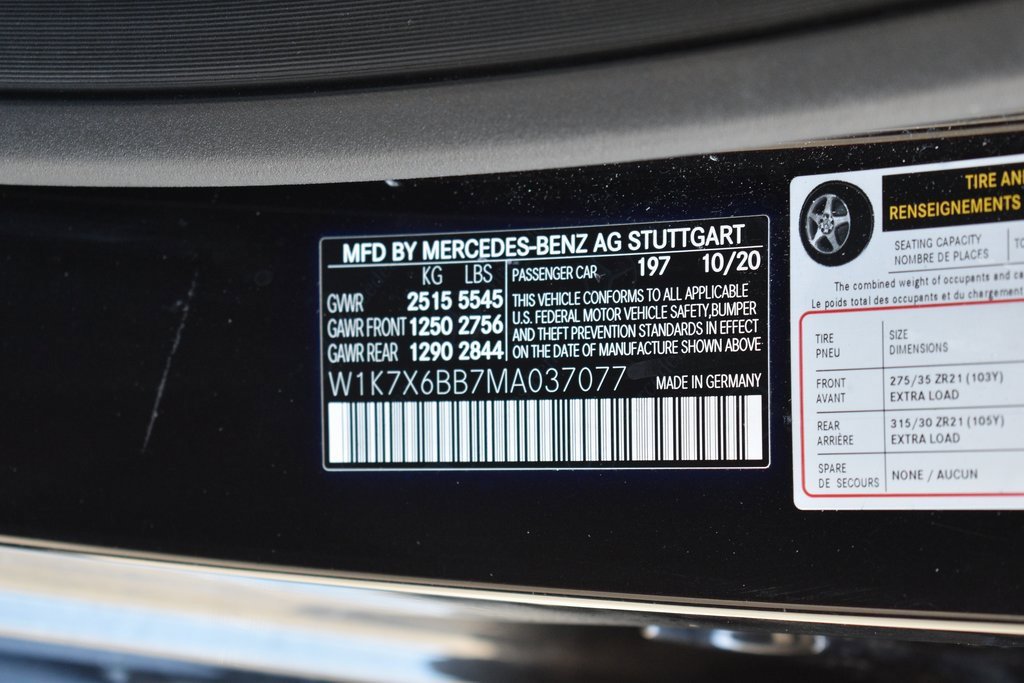 MFD BY MERCEDES-BENZ AG STUTTGART
KG LBS
GVWR 2515 5545
GAWR FRONT 1250 2756
GAWR REAR 1290 2844
PASSENGER CAR 197 10/20
THIS VEHICLE CONFORMS TO ALL APPLICABLE
U.S. FEDERAL MOTOR VEHICLE SAFETY,BUMPER
AND THEFT PREVENTION STANDARDS IN EFFECT
ON THE DATE OF MANUFACTURE SHOWN ABOVE
W1K7X6BB7MA037077 MADE IN GERMANY
TIRE
RENSEIGNEMENTS
SEATING CAPACITY
NOMBRE DE PLACES
The combined weight of occupants and
Le poids total des occupants et du chargement
TIRE
PNEU
SIZE
DIMENSIONS
FRONT
AVANT
275/35 ZR21 (103Y)
EXTRA LOAD
REAR
ARRIÈRE
315/30 ZR21 (105Y)
EXTRA LOAD
SPARE
DE SECOURS
NONE / AUCUN